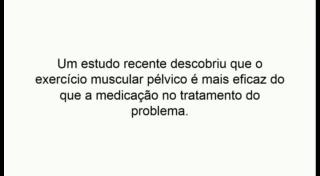 Um estudo recente descobriu que o
exercício muscular pélvico é mais eficaz do
que a medicação no tratamento do
problema.